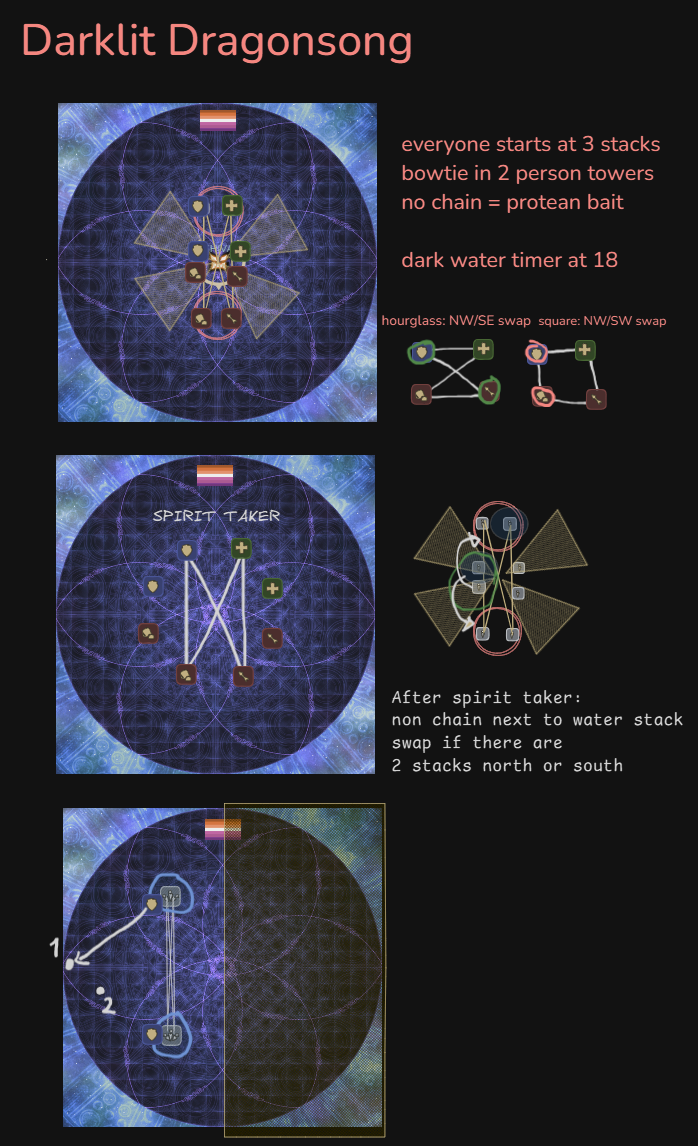 Darklit Dragonsong
everyone starts at 3 stacks
bowtie in 2 person towers
no chain = protean bait
dark water timer at 18
hourglass: NW/SE swap square: NW/SW swap
SPIRIT TAKER
After spirit taker:
non chain next to water stack
swap if there are
2 stacks north or south
1
2